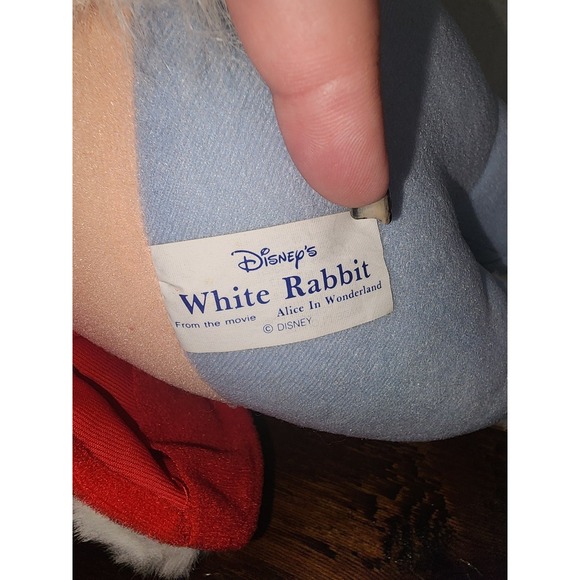 Disney's
White Rabbit
From the movie Alice In Wonderland
© DISNEY